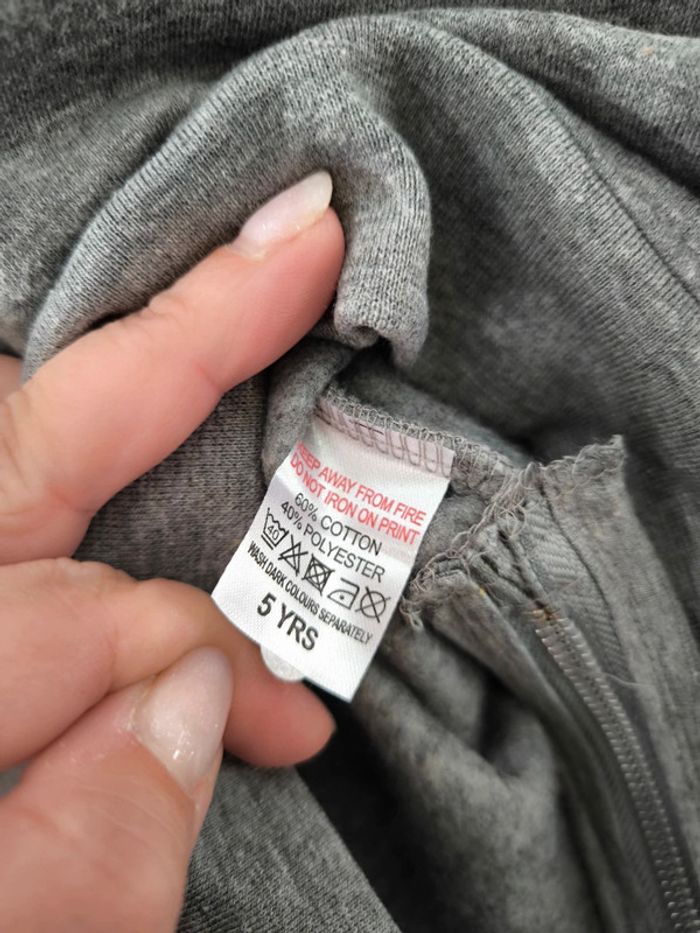 KEEP AWAY FROM FIRE
DO NOT IRON ON PRINT
60% COTTON
40% POLYESTER
40
WASH DARK COLOURS SEPARATELY
5 YRS